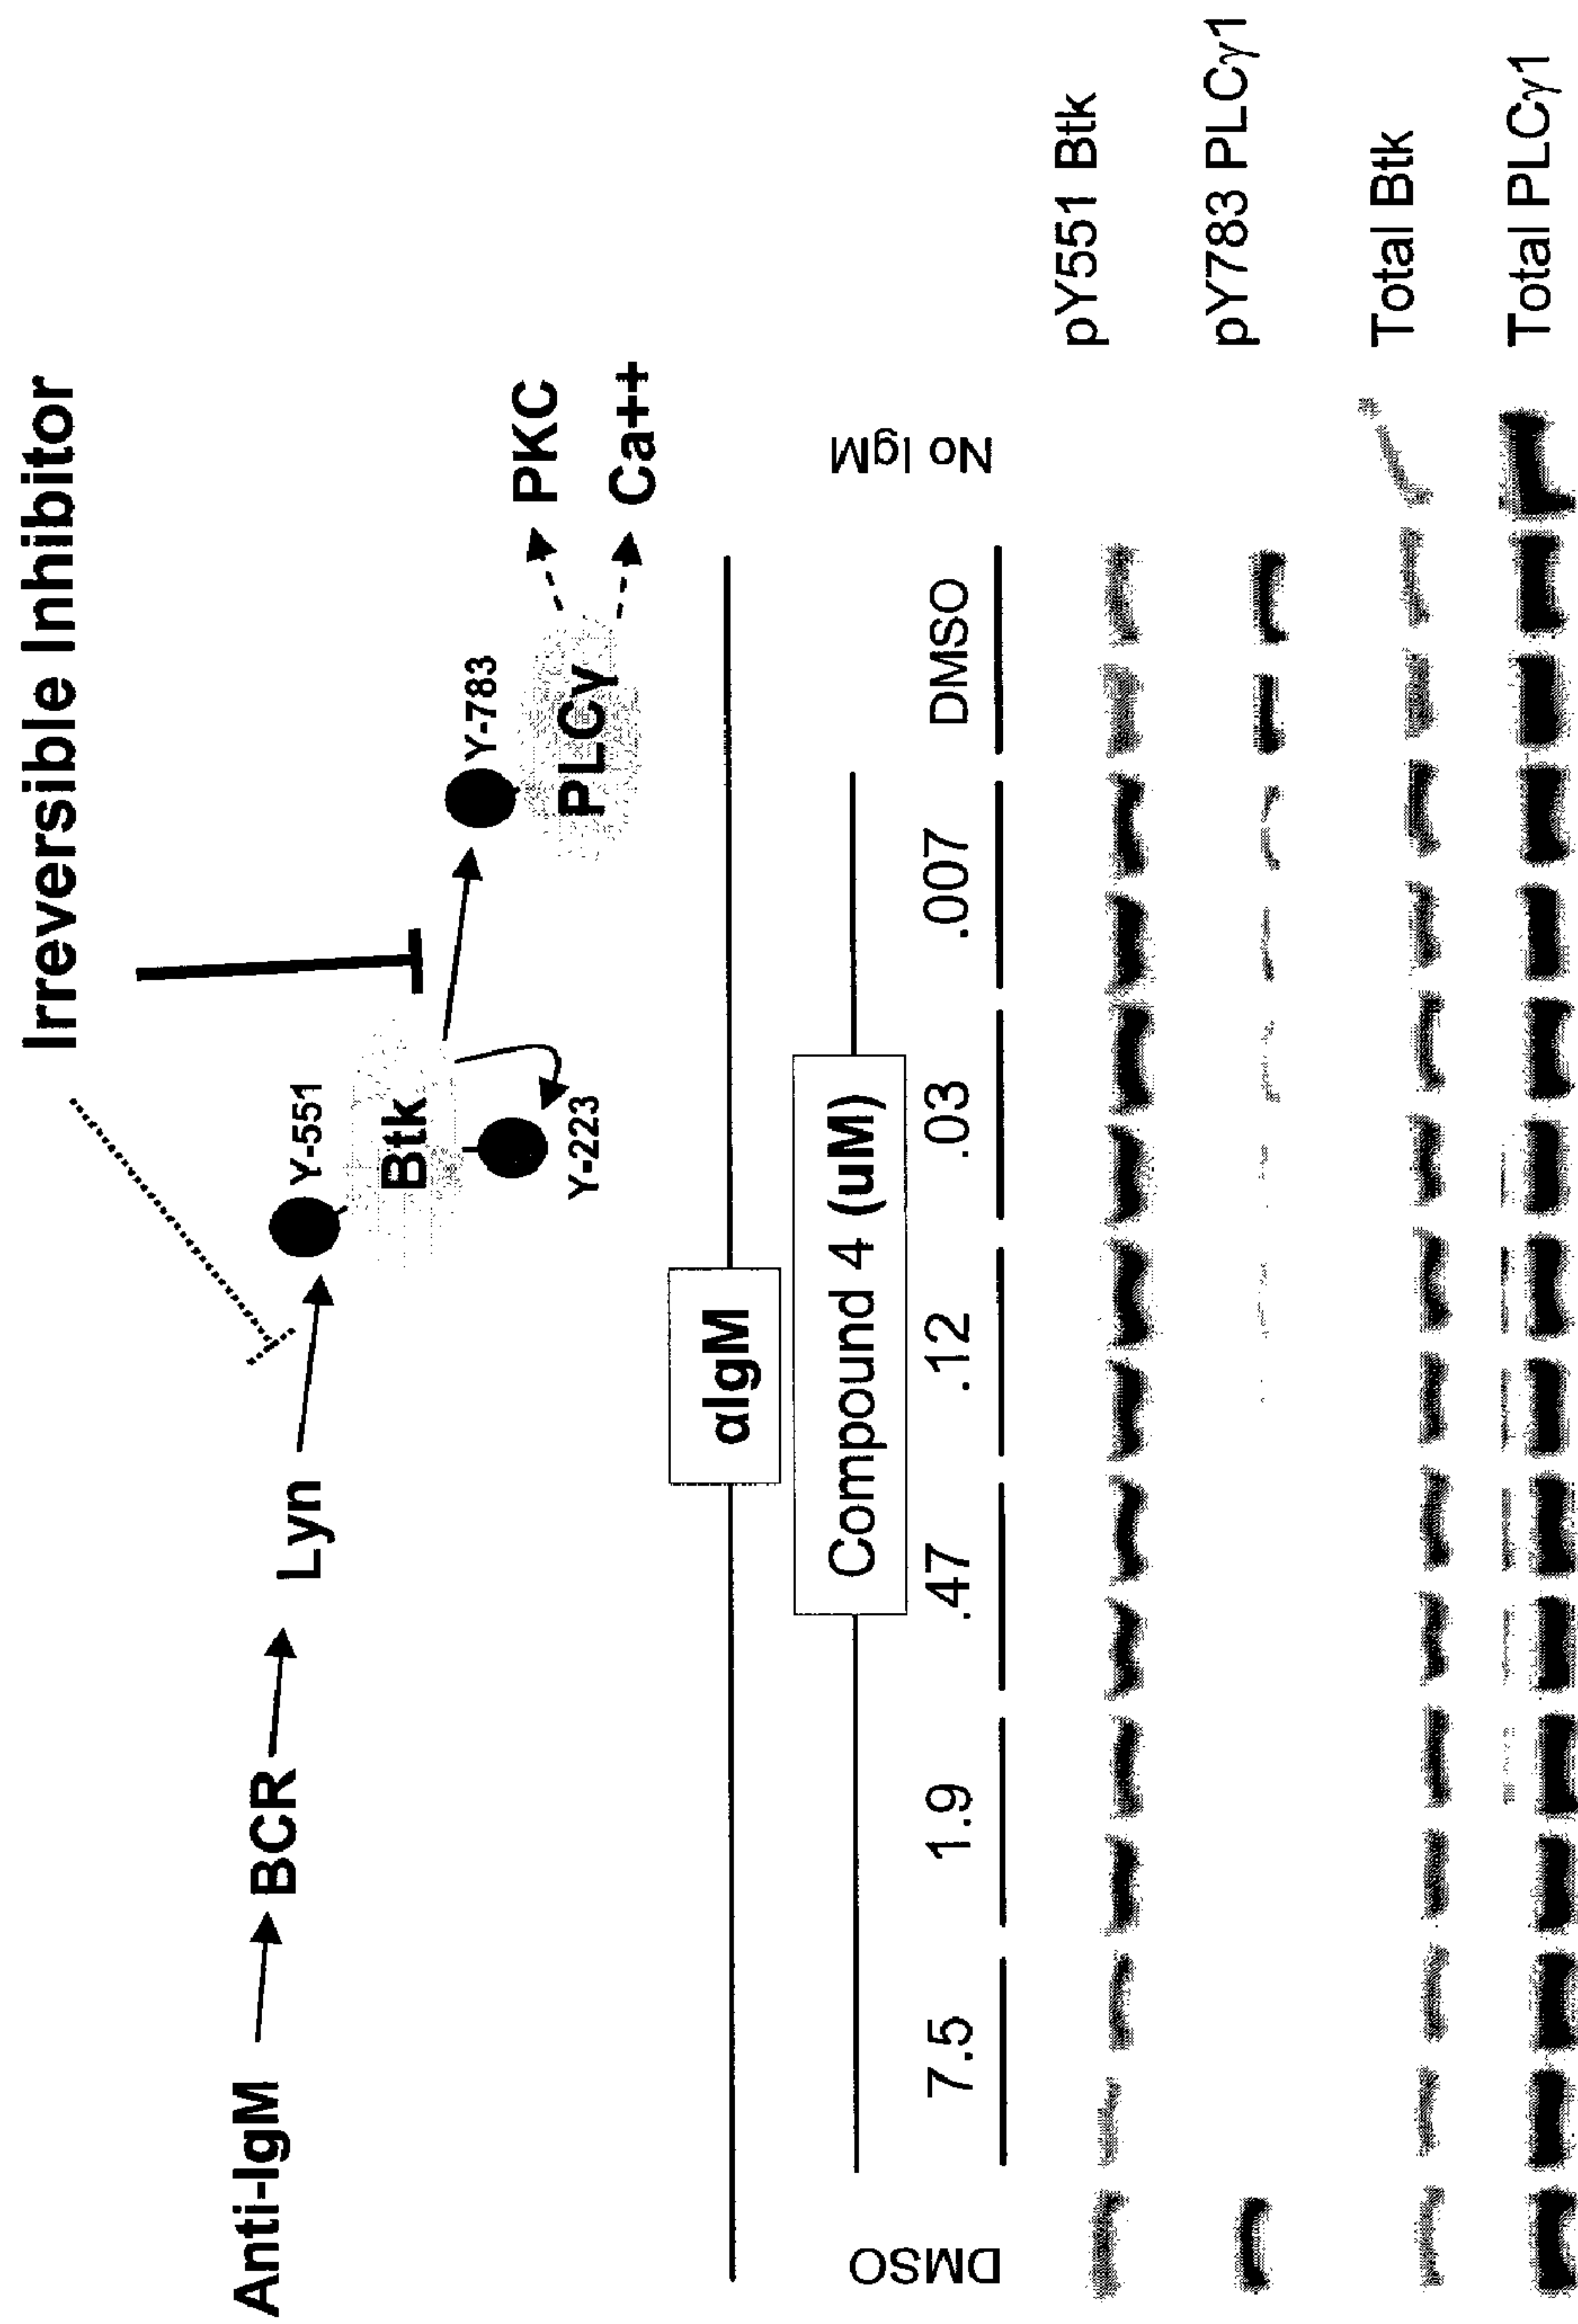 Irreversible Inhibitor
Anti-IgM
BCR
Lyn
Y-551
Btk
Y-223
Y-783
PLCγ
PKC
Ca++
αIgM
Compound 4 (uM)
DMSO
7.5
1.9
.47
.12
.03
.007
DMSO
No IgM
pY551 Btk
pY783 PLCγ1
Total Btk
Total PLCγ1